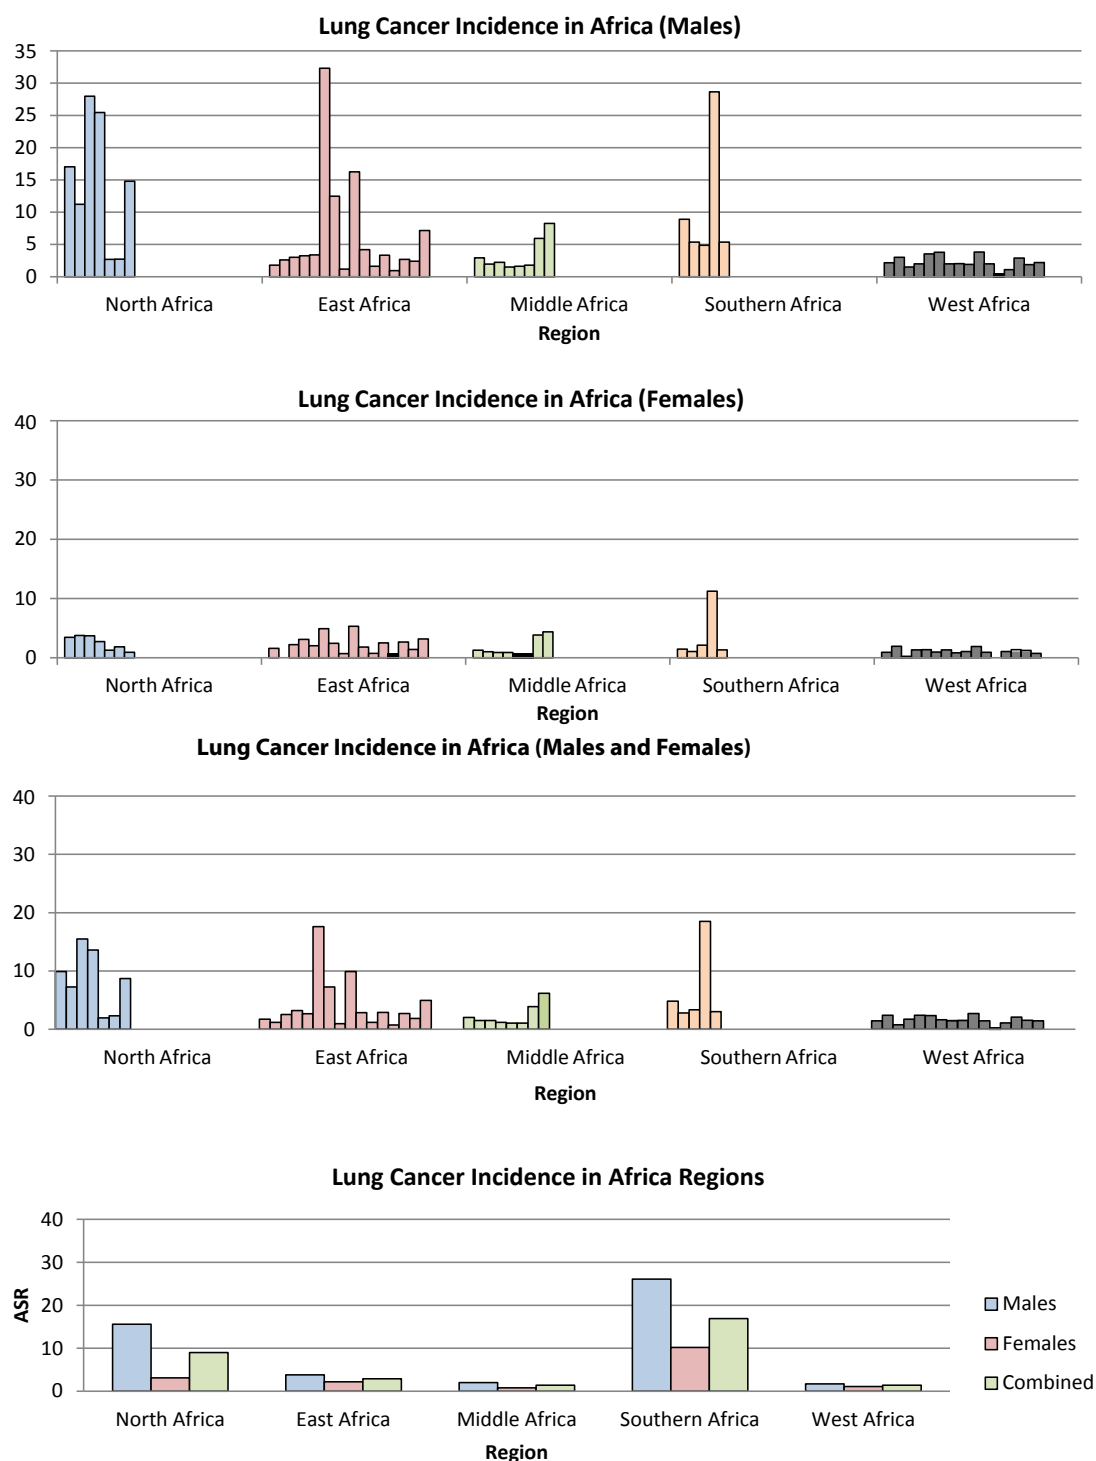 Lung Cancer Incidence in Africa (Males)
35
30
25
20
15
10
5
0
North Africa East Africa Middle Africa Southern Africa West Africa
Region
Lung Cancer Incidence in Africa (Females)
40
30
20
10
0
North Africa East Africa Middle Africa Southern Africa West Africa
Region
Lung Cancer Incidence in Africa (Males and Females)
40
30
20
10
0
North Africa East Africa Middle Africa Southern Africa West Africa
Region
Lung Cancer Incidence in Africa Regions
ASR
40
30
20
10
0
North Africa East Africa Middle Africa Southern Africa West Africa
Region
Males
Females
Combined